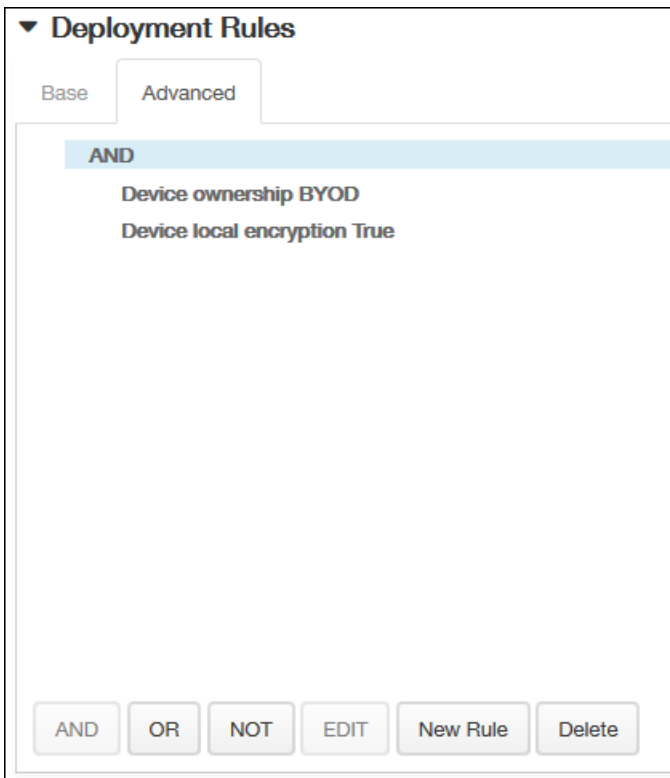 Deployment Rules
Base Advanced
AND
Device ownership BYOD
Device local encryption True
AND OR NOT EDIT New Rule Delete